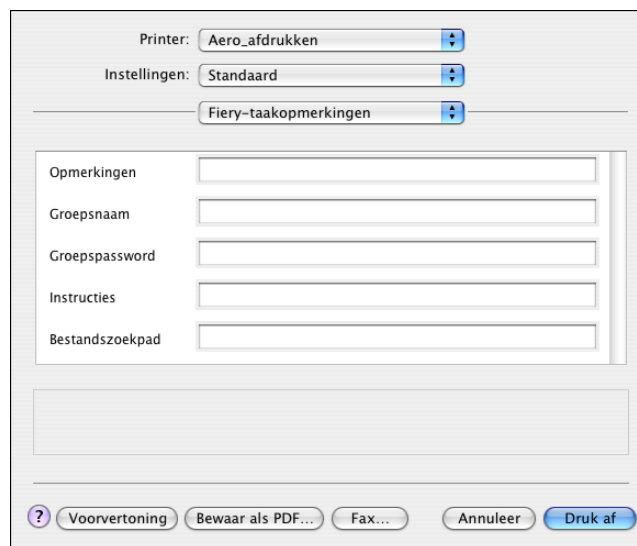 Printer: Aero_afdrukken
Instellingen: Standaard
Fiery-taakopmerkingen
Opmerkingen
Groepsnaam
Groepspassword
Instructies
Bestandszoekpad
? Voorvertoning Bewaar als PDF... Fax... Annuleer Druk af